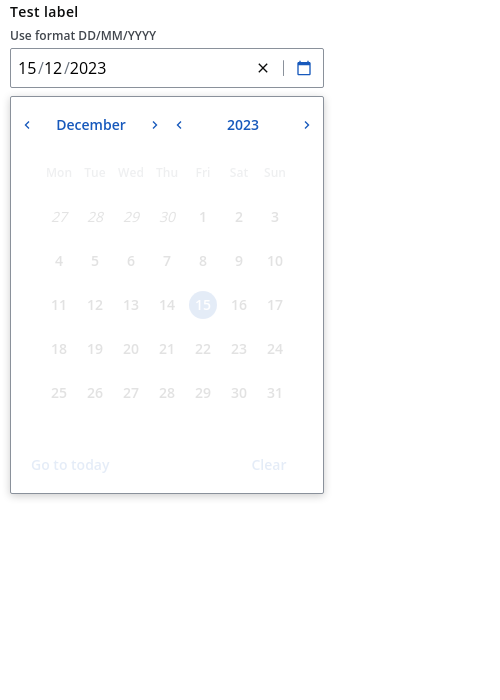 Test label
Use format DD/MM/YYYY
15/12/2023
December 2023
Mon Tue Wed Thu Fri Sat Sun
27 28 29 30 1 2 3
4 5 6 7 8 9 10
11 12 13 14 15 16 17
18 19 20 21 22 23 24
25 26 27 28 29 30 31
Go to today Clear